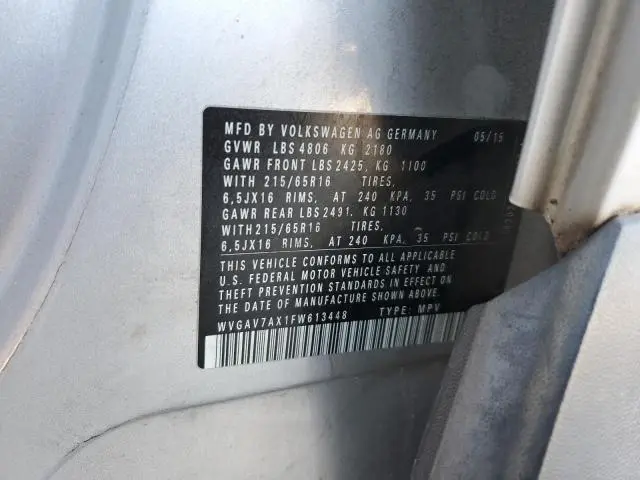 MFD BY VOLKSWAGEN AG GERMANY 05/15
GVWR LBS 4806 KG 2180
GAWR FRONT LBS 2425, KG 1100
WITH 215/65R16 TIRES,
6,5JX16 RIMS, AT 240 KPA, 35 PSI COLD
GAWR REAR LBS 2491, KG 1130
WITH 215/65R16 TIRES,
6,5JX16 RIMS, AT 240 KPA, 35 PSI COLD
THIS VEHICLE CONFORMS TO ALL APPLICABLE
U.S. FEDERAL MOTOR VEHICLE SAFETY AND
THEFT PREVENTION STANDARDS IN EFFECT ON
THE DATE OF MANUFACTURE SHOWN ABOVE.
WVGAV7AX1FW613448 TYPE: MPV